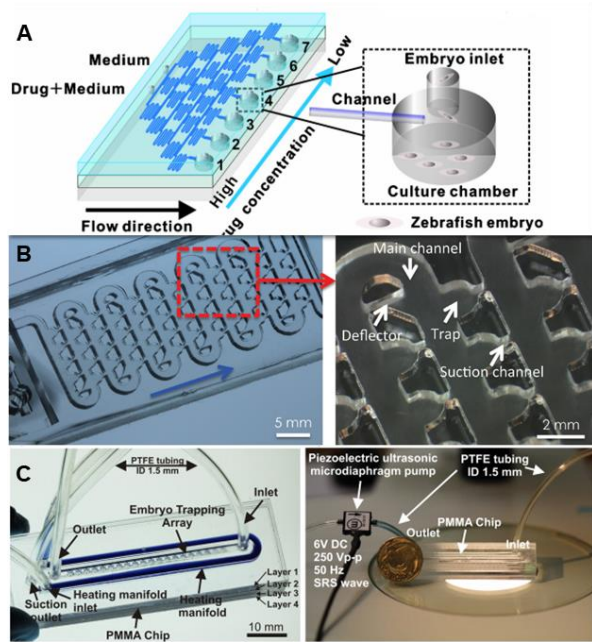 A
Medium
Drug+Medium
1
2
3
4
5
6
7
Low
High
rug concentration
Flow direction
Embryo inlet
Channel
Culture chamber
Zebrafish embryo
B
5 mm
Main channel
Deflector
Trap
Suction channel
2 mm
C
PTFE tubing
ID 1.5 mm
Inlet
Embryo Trapping
Array
Outlet
Heating manifold
inlet
Suction
outlet
Heating
manifold
PMMA Chip
Layer 1
Layer 2
Layer 3
Layer 4
10 mm
Piezoelectric ultrasonic
microdiaphragm pump
PTFE tubing
ID 1.5 mm
Outlet
PMMA Chip
Inlet
6V DC
250 Vp-p
50 Hz
SRS wave